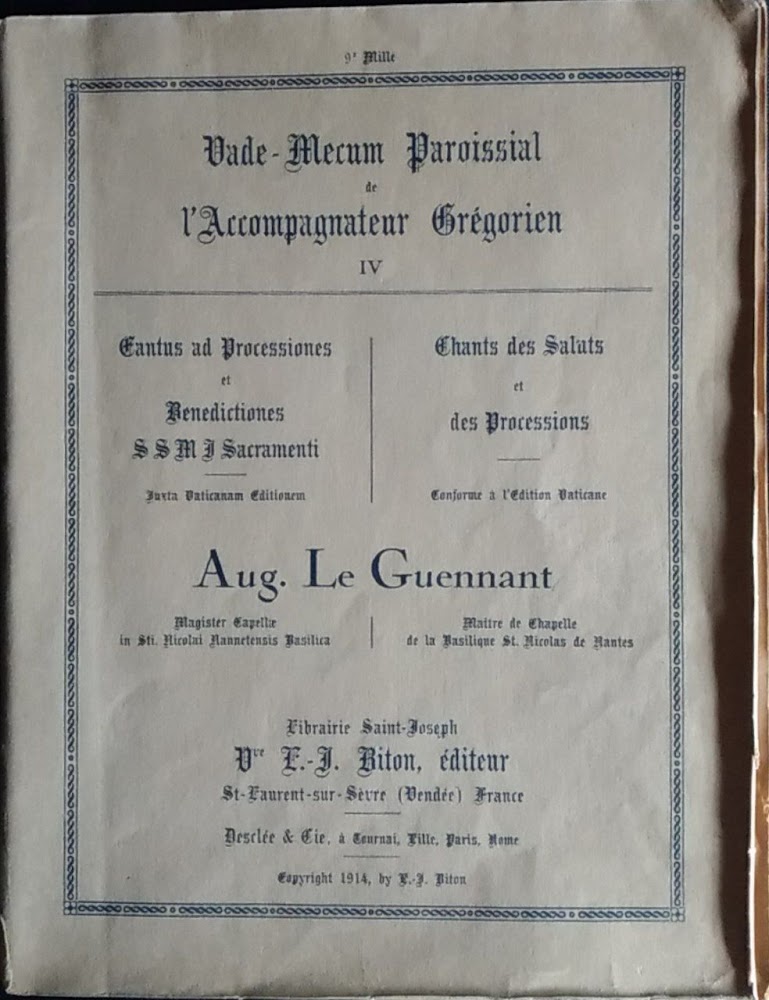 9ᵉ Mille
Vade-Mecum Paroissial
de
l'Accompagnateur Grégorien
IV
Cantus ad Processiones
et
Benedictiones
S S M I Sacramenti
Juxta Vaticanam Editionem
Chants des Saluts
et
des Processions
Conforme à l'Edition Vaticane
Aug. Le Guennant
Magister Capellæ
in Sti. Nicolai Nannetensis Basilica
Maître de Chapelle
de la Basilique St. Nicolas de Nantes
Librairie Saint-Joseph
Vᵛᵉ L.-J. Biton, éditeur
St-Laurent-sur-Sèvre (Vendée) France
Desclée & Cie, à Tournai, Lille, Paris, Rome
Copyright 1914, by L.-J. Biton